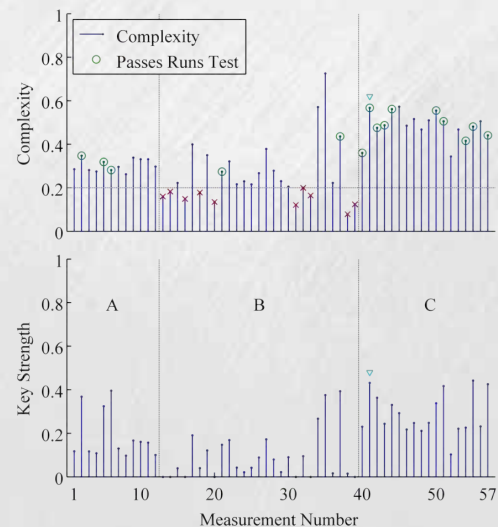 Complexity
Passes Runs Test
Complexity
1
0.8
0.6
0.4
0.2
0
A
B
C
Key Strength
1
0.8
0.6
0.4
0.2
0
1
10
20
30
40
50
57
Measurement Number